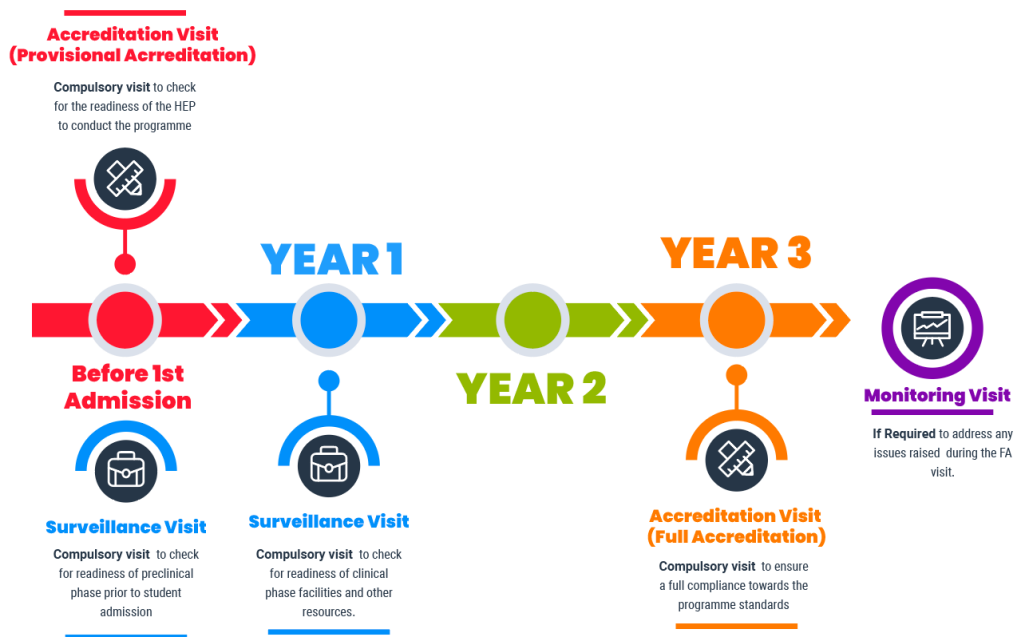 Accreditation Visit
(Provisional Acrreditation)
Compulsory visit to check
for the readiness of the HEP
to conduct the programme
YEAR 1
YEAR 3
Before 1st
Admission
YEAR 2
Monitoring Visit
If Required to address any
issues raised during the FA
visit.
Surveillance Visit
Compulsory visit to check
for readiness of preclinical
phase prior to student
admission
Surveillance Visit
Compulsory visit to check
for readiness of clinical
phase facilities and other
resources.
Accreditation Visit
(Full Accreditation)
Compulsory visit to ensure
a full compliance towards the
programme standards